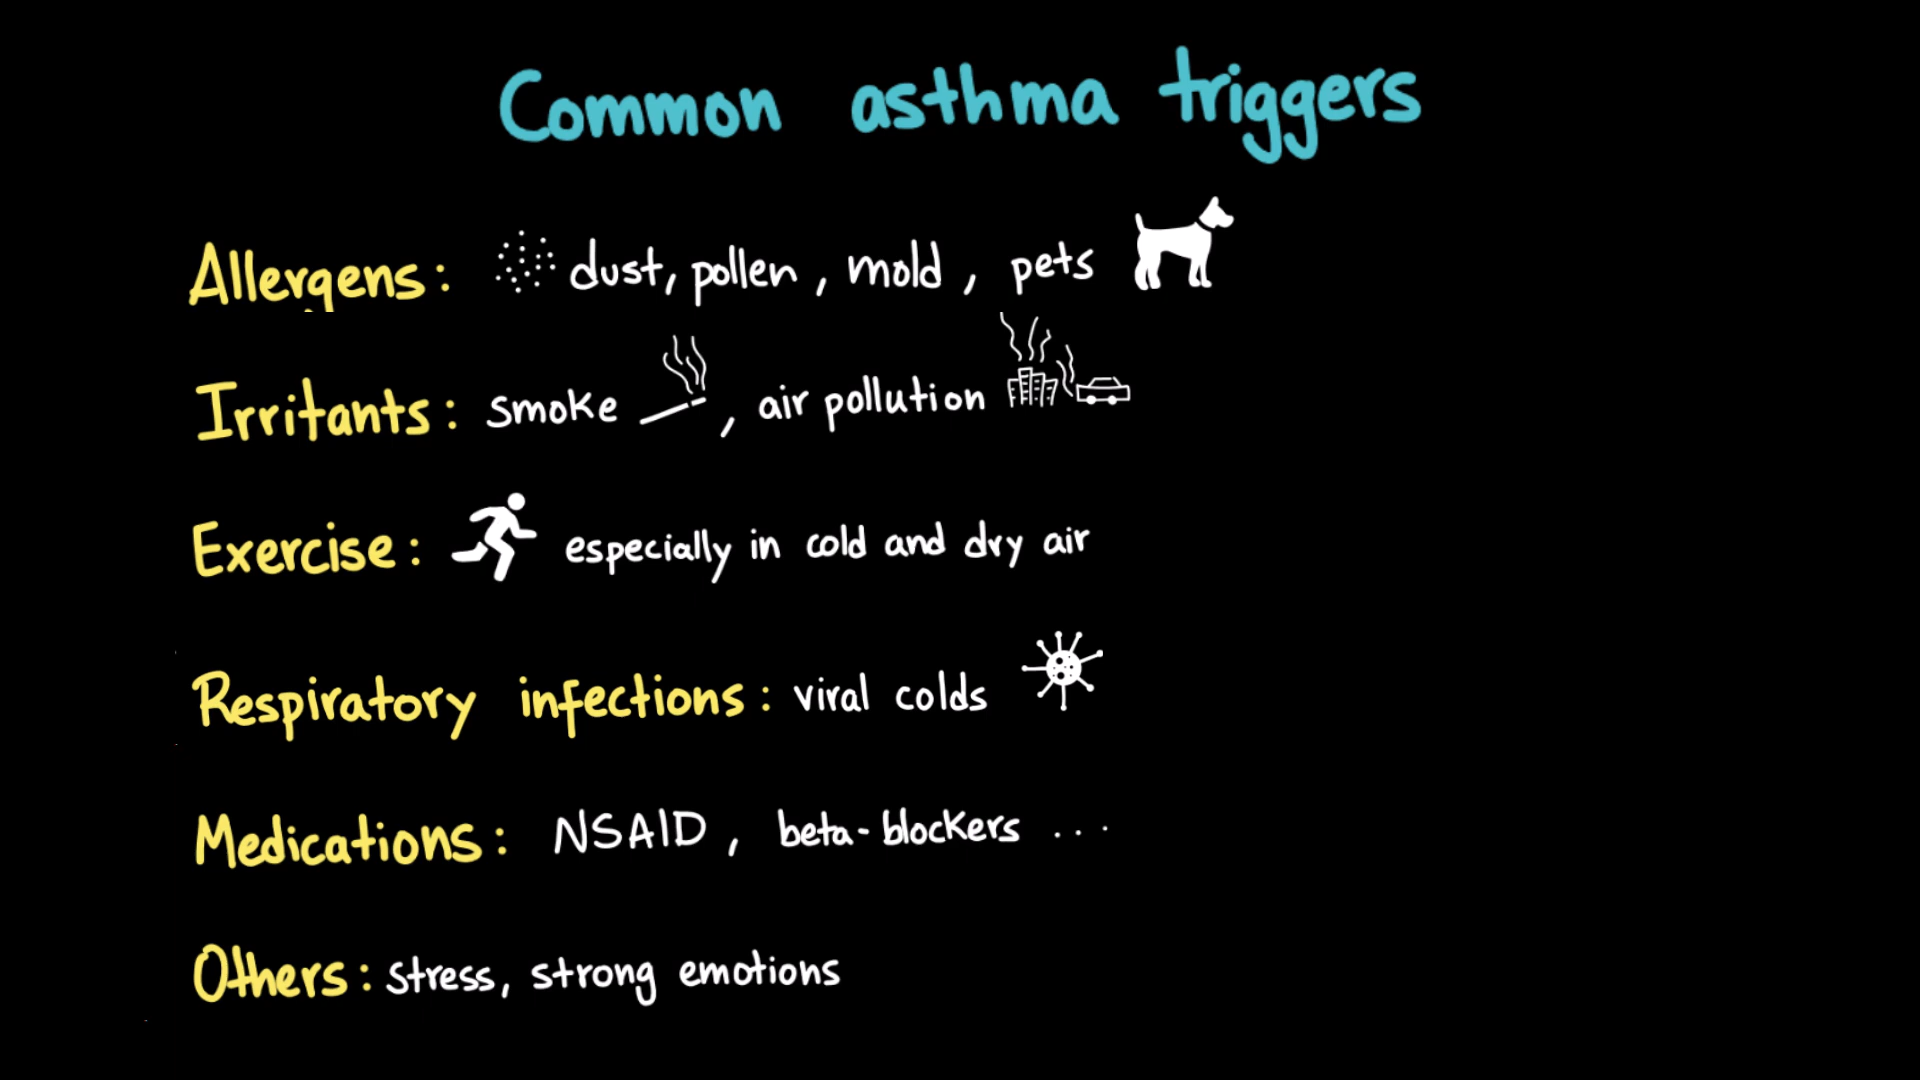 Common asthma triggers
Allergens: dust, pollen, mold, pets
Irritants: smoke, air pollution
Exercise: especially in cold and dry air
Respiratory infections: viral colds
Medications: NSAID, beta-blockers ...
Others: stress, strong emotions